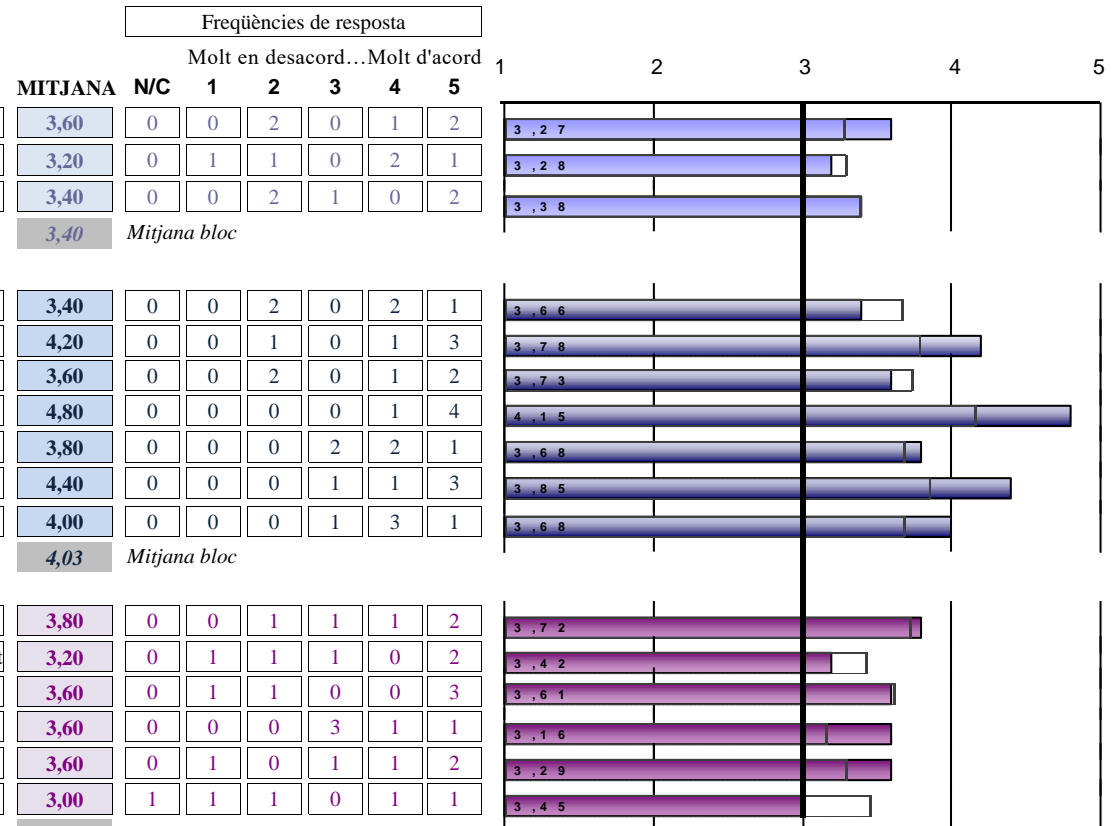 Freqüències de resposta
Molt en desacord…Molt d'acord
1 2 3 4 5
MITJANA N/C 1 2 3 4 5
3,60 0 0 2 0 1 2 3,27
3,20 0 1 1 0 2 1 3,28
3,40 0 0 2 1 0 2 3,38
3,40 Mitjana bloc
3,40 0 0 2 0 2 1 3,66
4,20 0 0 1 0 1 3 3,78
3,60 0 0 2 0 1 2 3,73
4,80 0 0 0 0 1 4 4,15
3,80 0 0 0 2 2 1 3,68
4,40 0 0 0 1 1 3 3,85
4,00 0 0 0 1 3 1 3,68
4,03 Mitjana bloc
3,80 0 0 1 1 1 2 3,72
3,20 0 1 1 1 0 2 3,42
3,60 0 1 1 0 0 3 3,61
3,60 0 0 0 3 1 1 3,16
3,60 0 1 0 1 1 2 3,29
3,00 1 1 1 0 1 1 3,45